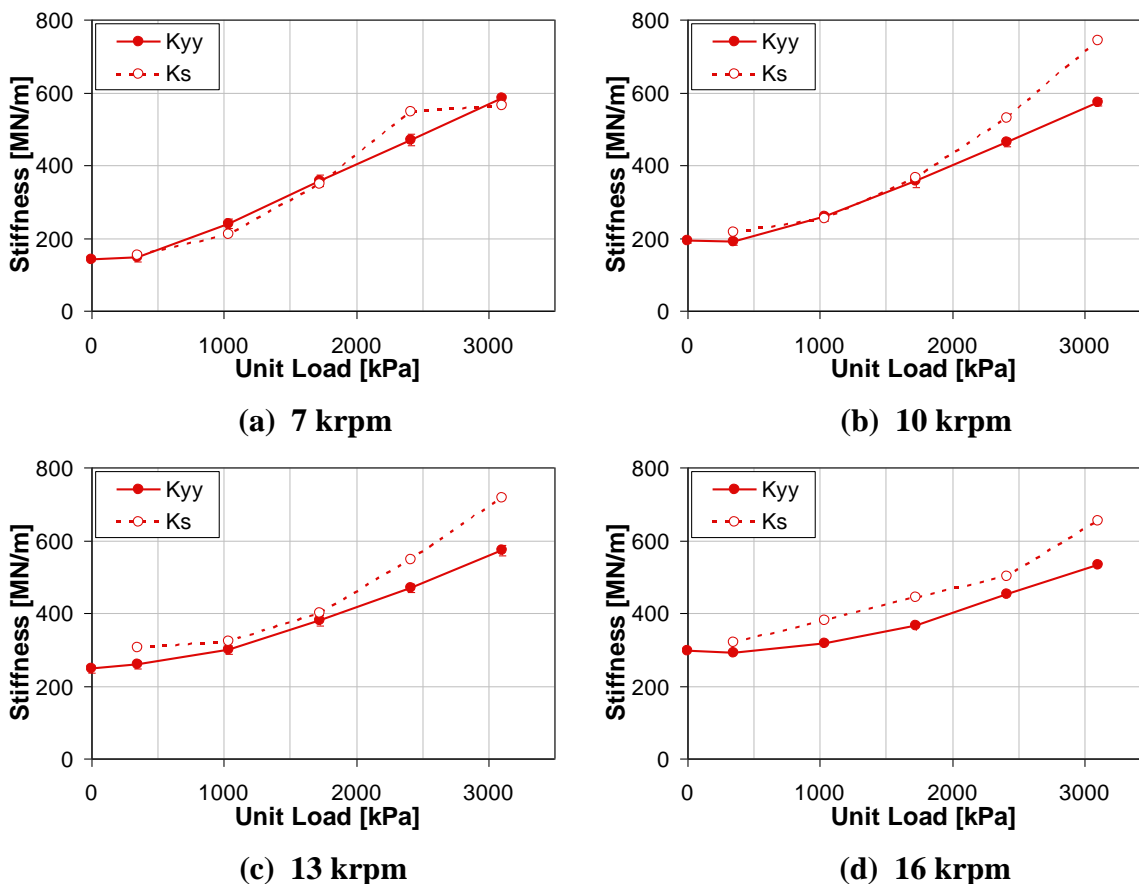 800
600
400
200
0
Stiffness [MN/m]
Kyy
Ks
0 1000 2000 3000
Unit Load [kPa]
(a) 7 krpm
800
600
400
200
0
Stiffness [MN/m]
Kyy
Ks
0 1000 2000 3000
Unit Load [kPa]
(b) 10 krpm
800
600
400
200
0
Stiffness [MN/m]
Kyy
Ks
0 1000 2000 3000
Unit Load [kPa]
(c) 13 krpm
800
600
400
200
0
Stiffness [MN/m]
Kyy
Ks
0 1000 2000 3000
Unit Load [kPa]
(d) 16 krpm